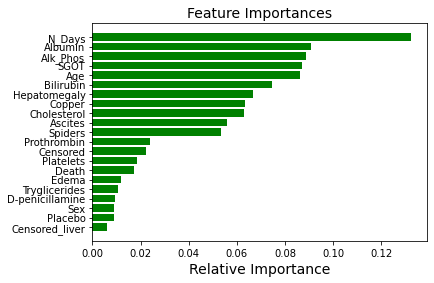 Feature Importances
N_Days
Albumin
Alk_Phos
SGOT
Age
Bilirubin
Hepatomegaly
Copper
Cholesterol
Ascites
Spiders
Prothrombin
Censored
Platelets
Death
Edema
Tryglicerides
D-penicillamine
Sex
Placebo
Censored_liver
0.00 0.02 0.04 0.06 0.08 0.10 0.12
Relative Importance